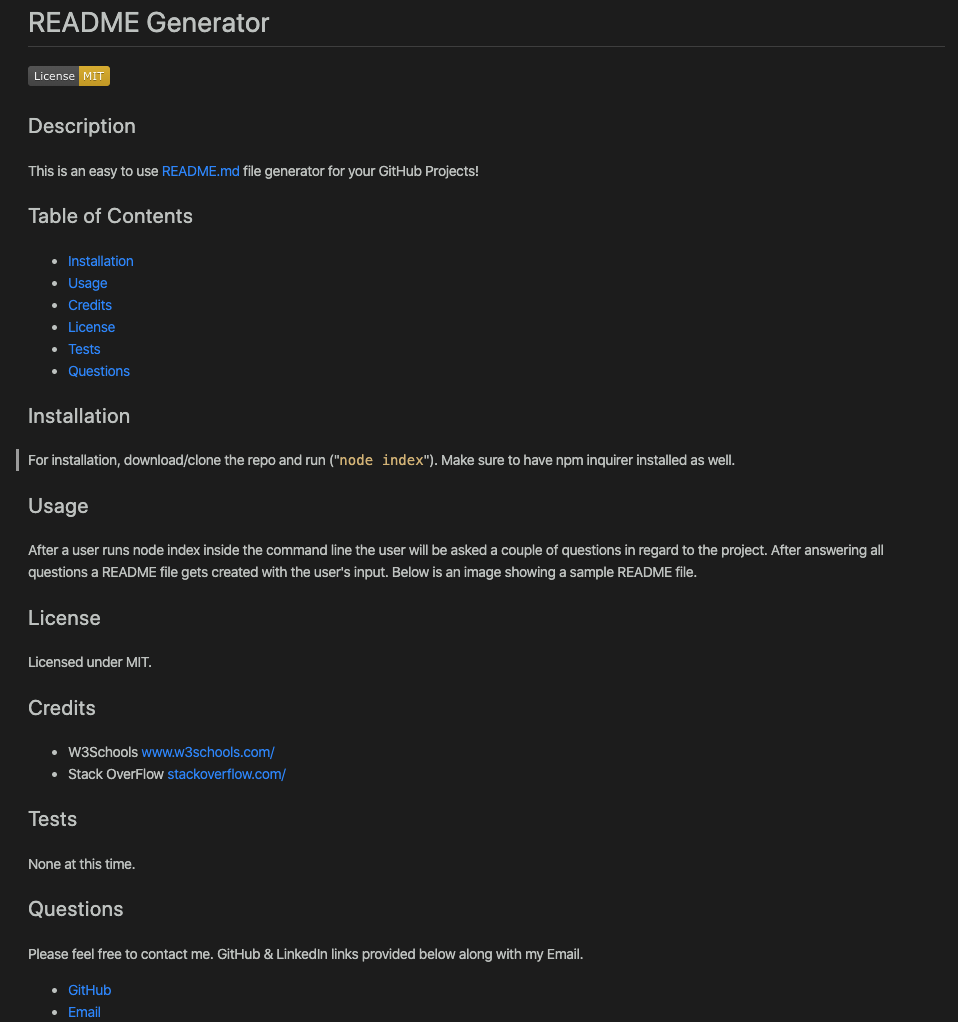 README Generator
License MIT
Description
This is an easy to use README.md file generator for your GitHub Projects!
Table of Contents
Installation
Usage
Credits
License
Tests
Questions
Installation
For installation, download/clone the repo and run ("node index"). Make sure to have npm inquirer installed as well.
Usage
After a user runs node index inside the command line the user will be asked a couple of questions in regard to the project. After answering all
questions a README file gets created with the user's input. Below is an image showing a sample README file.
License
Licensed under MIT.
Credits
W3Schools www.w3schools.com/
Stack OverFlow stackoverflow.com/
Tests
None at this time.
Questions
Please feel free to contact me. GitHub & LinkedIn links provided below along with my Email.
GitHub
Email